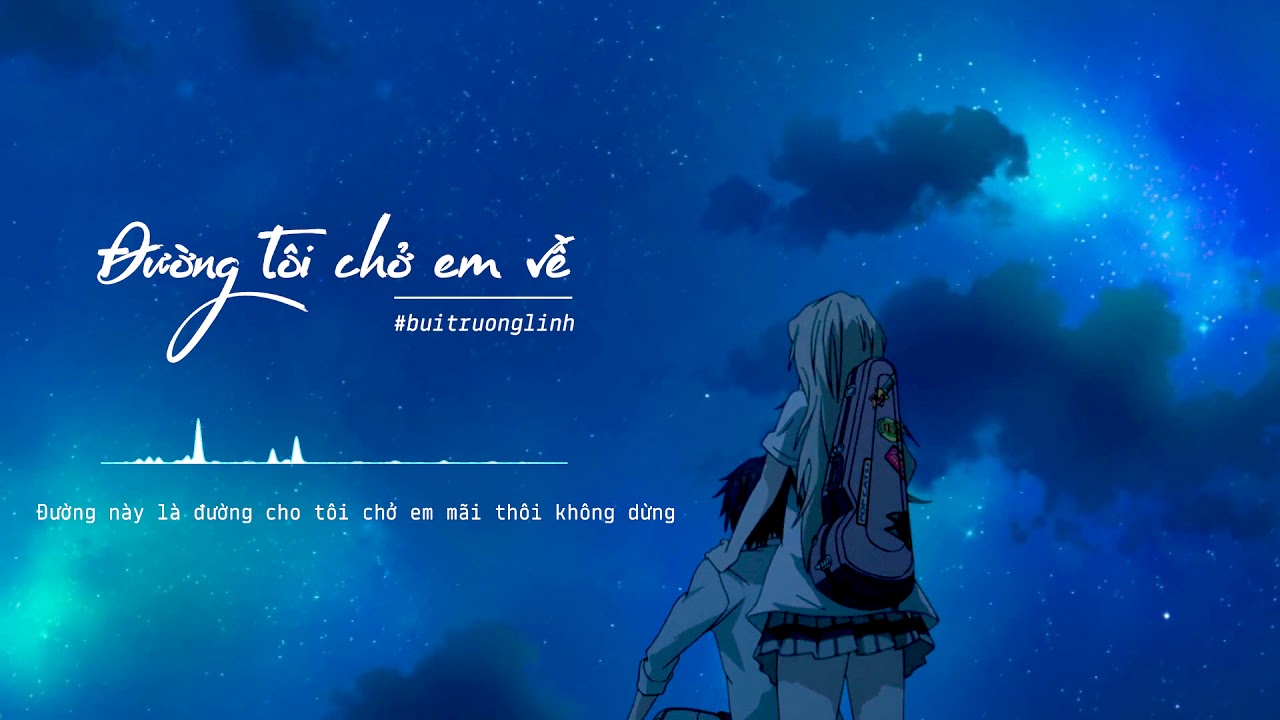 Đường tôi chở em về
#buitruonglinh
Đường này là đường cho tôi chở em mãi thôi không dừng